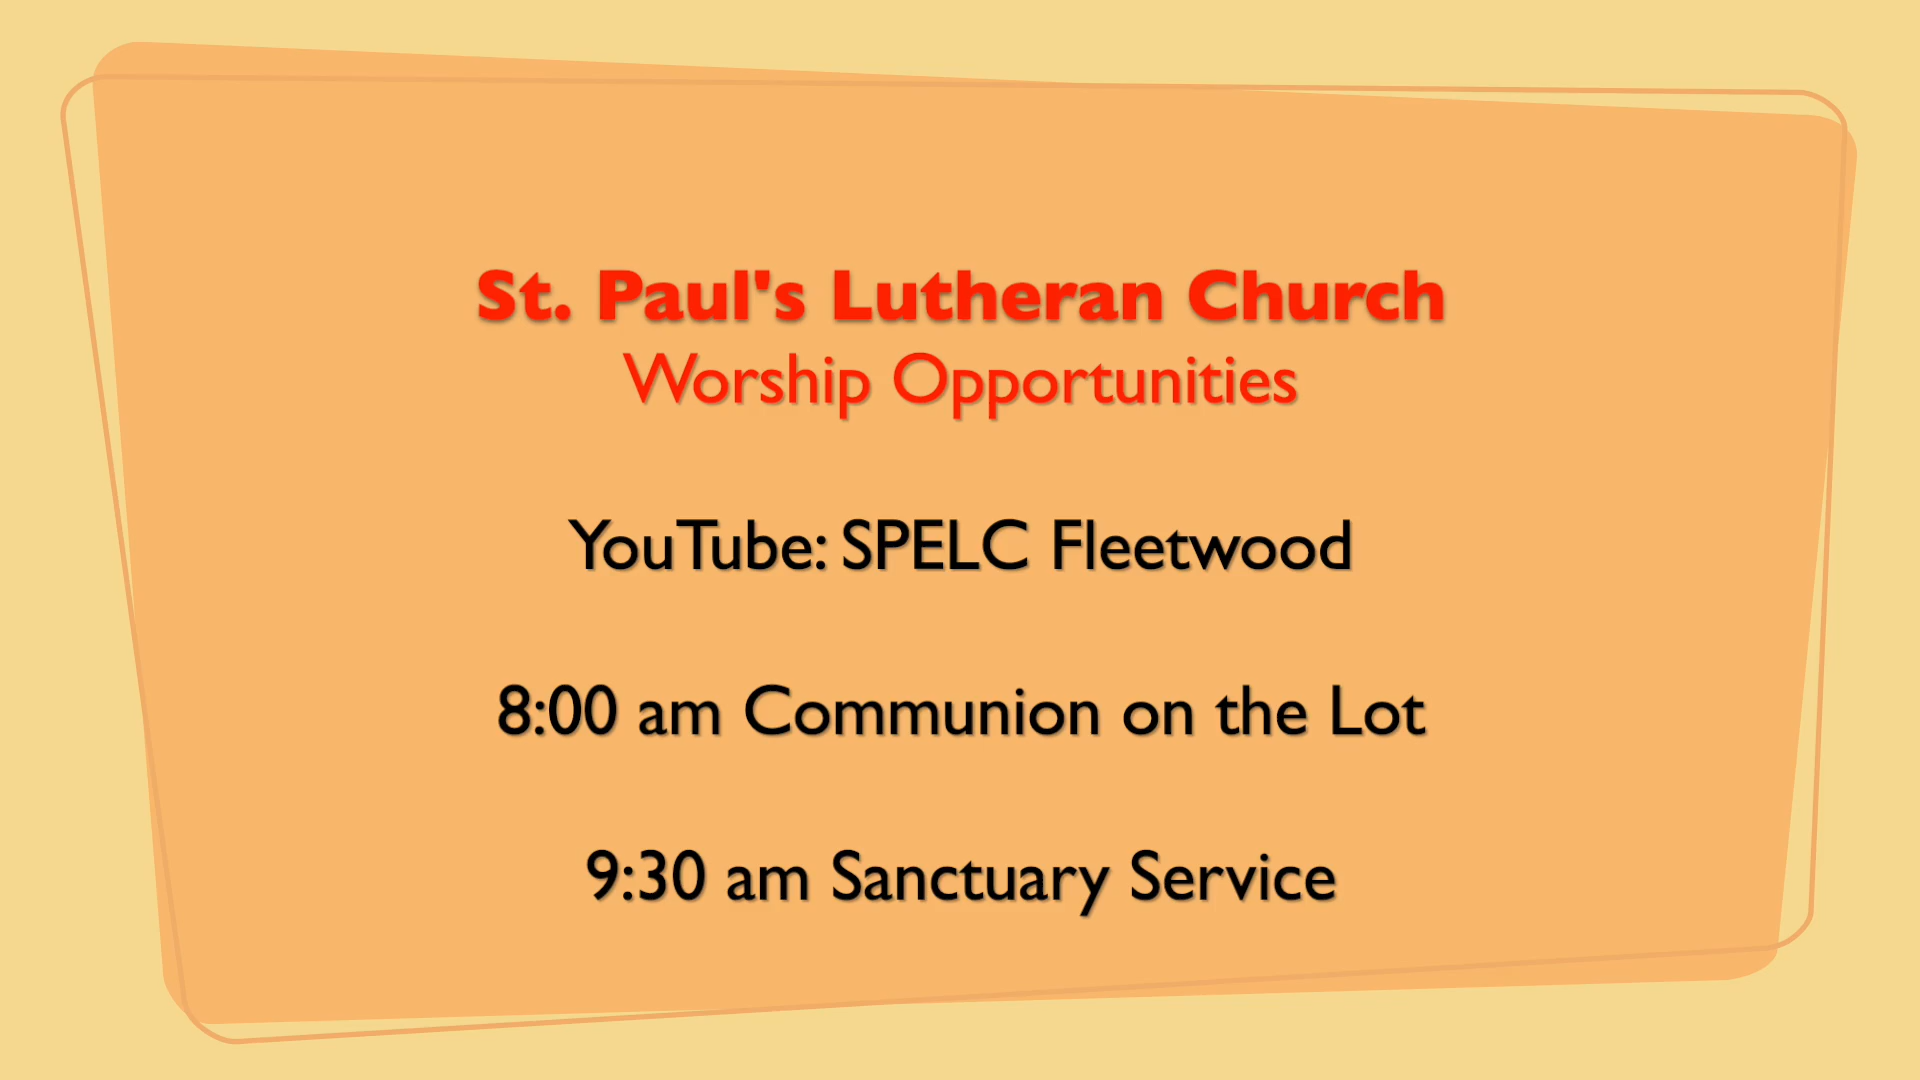 St. Paul's Lutheran Church
Worship Opportunities
YouTube: SPELC Fleetwood
8:00 am Communion on the Lot
9:30 am Sanctuary Service